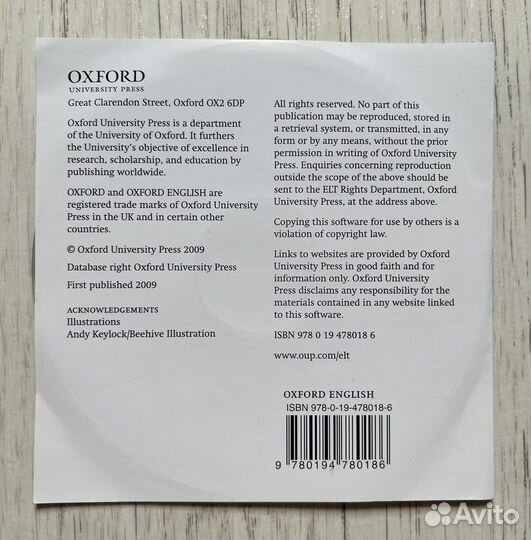 OXFORD
UNIVERSITY PRESS
Great Clarendon Street, Oxford OX2 6DP
Oxford University Press is a department
of the University of Oxford. It furthers
the University's objective of excellence in
research, scholarship, and education by
publishing worldwide.
OXFORD and OXFORD ENGLISH are
registered trade marks of Oxford University
Press in the UK and in certain other
countries.
© Oxford University Press 2009
Database right Oxford University Press
First published 2009
ACKNOWLEDGEMENTS
Illustrations
Andy Keylock/Beehive Illustration
All rights reserved. No part of this
publication may be reproduced, stored in
a retrieval system, or transmitted, in any
form or by any means, without the prior
permission in writing of Oxford University
Press. Enquiries concerning reproduction
outside the scope of the above should be
sent to the ELT Rights Department, Oxford
University Press, at the address above.
Copying this software for use by others is a
violation of copyright law.
Links to websites are provided by Oxford
University Press in good faith and for
information only. Oxford University
Press disclaims any responsibility for the
materials contained in any website linked
to this software.
ISBN 978 0 19 478018 6
www.oup.com/elt
OXFORD ENGLISH
ISBN 978-0-19-478018-6
9 780194 780186
Avito